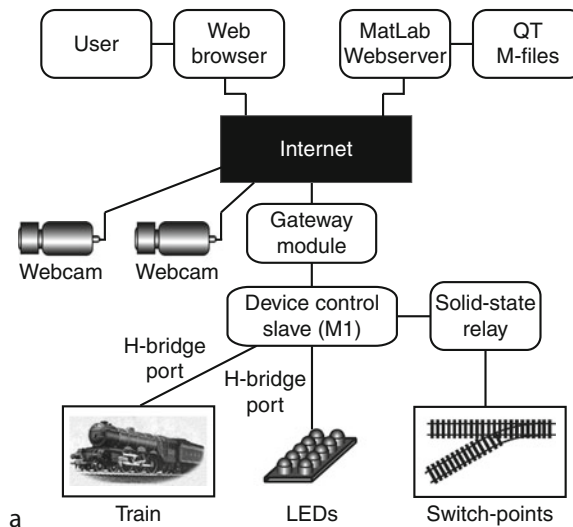 User
Web
browser
MatLab
Webserver
QT
M-files
Internet
Webcam
Webcam
Gateway
module
Device control
slave (M1)
Solid-state
relay
H-bridge
port
H-bridge
port
a
Train
LEDs
Switch-points